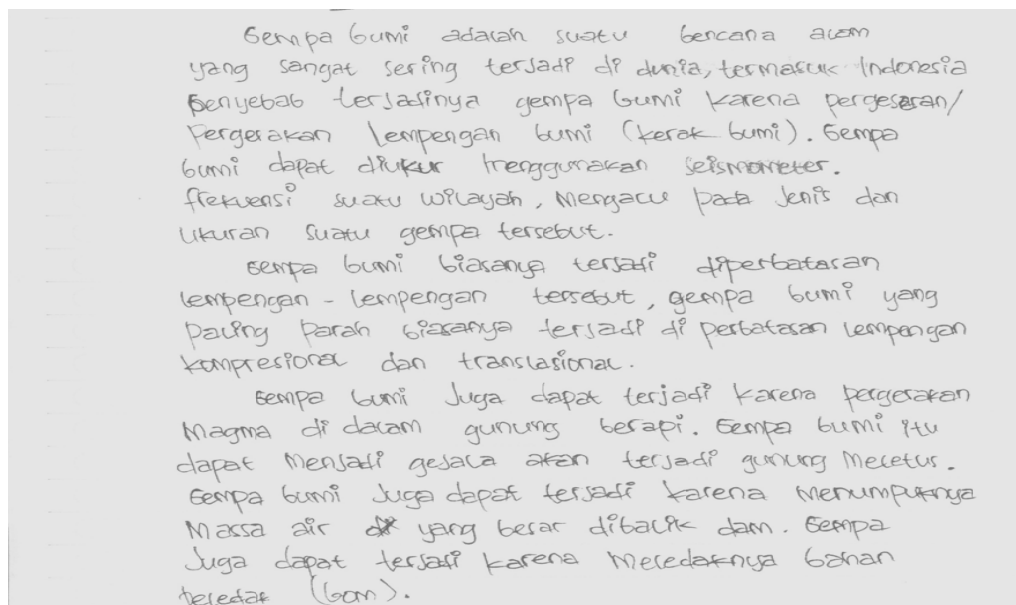 Gempa bumi adalah suatu bencana alam
yang sangat sering terjadi di dunia, termasuk Indonesia
Penyebab terjadinya gempa bumi karena pergeseran/
Pergerakan lempengan bumi (kerak bumi). Gempa
bumi dapat diukur menggunakan seismometer.
frekuensi suatu wilayah, Mengacu pada Jenis dan
Ukuran suatu gempa tersebut.
Gempa bumi biasanya terjadi diperbatasan
lempengan - lempengan tersebut, gempa bumi yang
paling parah biasanya terjadi di perbatasan lempengan
kompresional dan translasional.
Gempa bumi Juga dapat terjadi karena pergerakan
Magma di dalam gunung berapi. Gempa bumi itu
dapat Menjadi gejala akan terjadi gunung Meletus.
Gempa bumi Juga dapat terjadi karena Menumpuknya
Massa air yang besar dibalik dam. Gempa
Juga dapat terjadi karena Meledaknya bahan
peledak (bom).